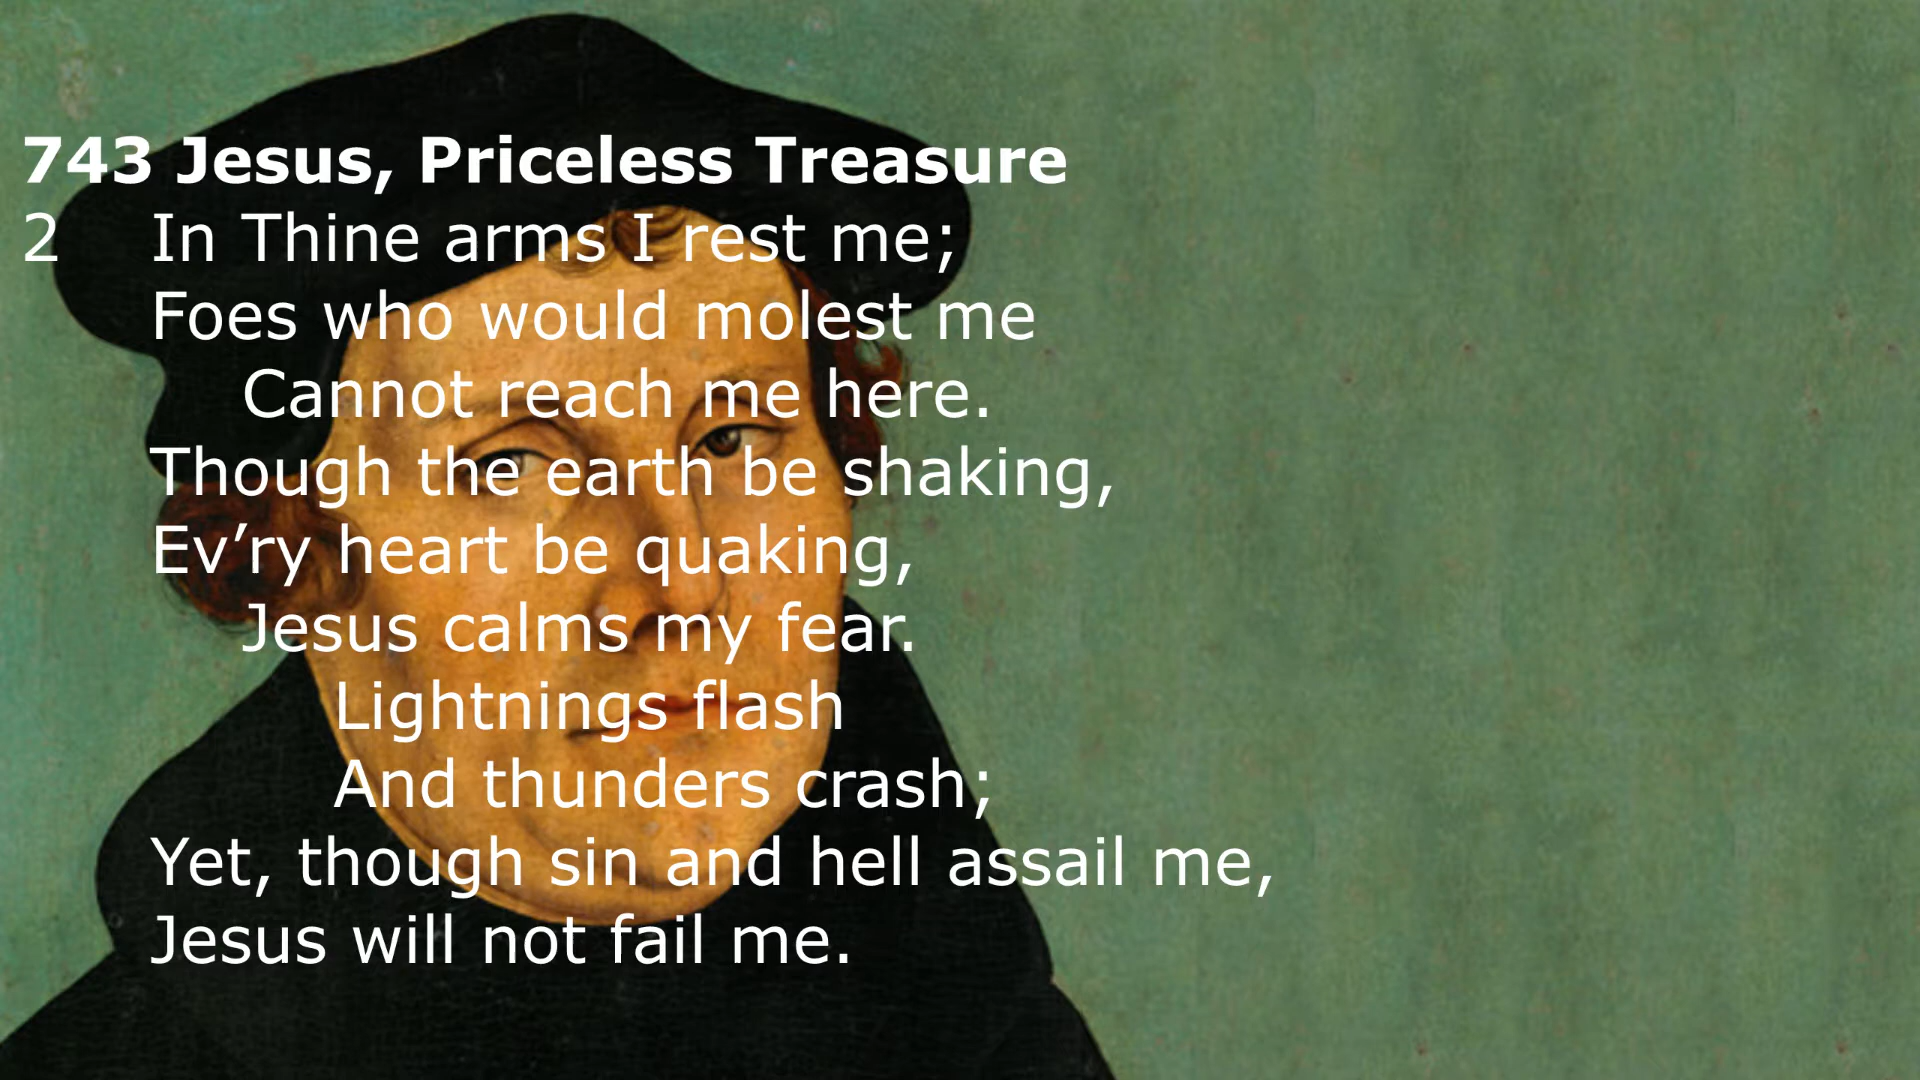 743 Jesus, Priceless Treasure
2 In Thine arms I rest me;
Foes who would molest me
Cannot reach me here.
Though the earth be shaking,
Ev’ry heart be quaking,
Jesus calms my fear.
Lightnings flash
And thunders crash;
Yet, though sin and hell assail me,
Jesus will not fail me.